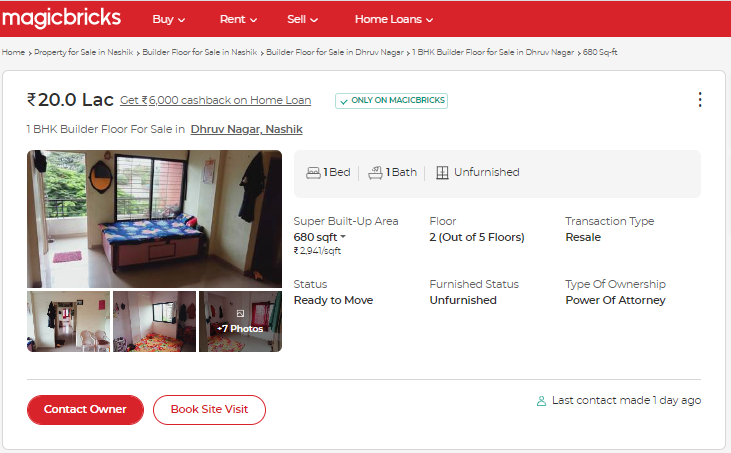 magicbricks Buy Rent Sell Home Loans
Home > Property for Sale in Nashik > Builder Floor for Sale in Nashik > Builder Floor for Sale in Dhruv Nagar > 1 BHK Builder Floor for Sale in Dhruv Nagar > 680 Sq-ft
₹20.0 Lac Get ₹6,000 cashback on Home Loan ONLY ON MAGICBRICKS
1 BHK Builder Floor For Sale in Dhruv Nagar, Nashik
1 Bed 1 Bath Unfurnished
Super Built-Up Area Floor Transaction Type
680 sqft 2 (Out of 5 Floors) Resale
₹2,941/sqft
Status Furnished Status Type Of Ownership
Ready to Move Unfurnished Power Of Attorney
+7 Photos
Contact Owner Book Site Visit Last contact made 1 day ago